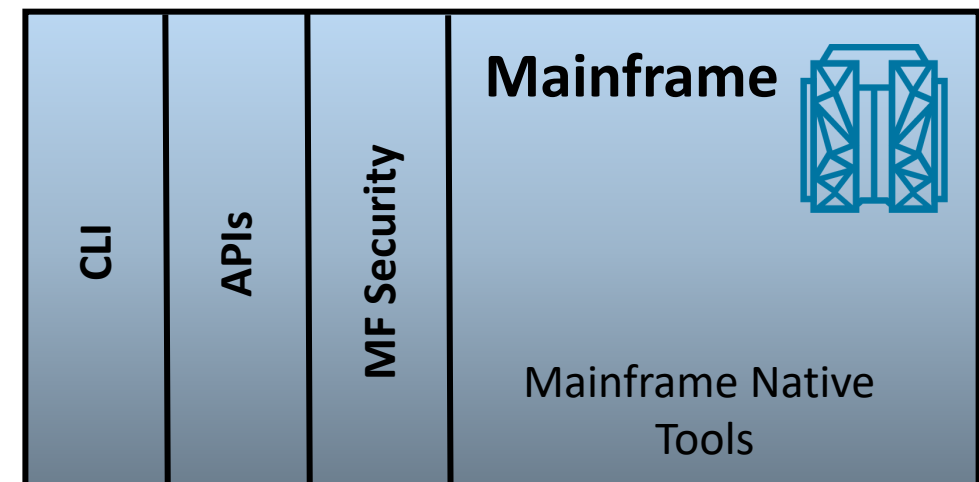 CLI
APIs
MF Security
Mainframe
Mainframe Native
Tools